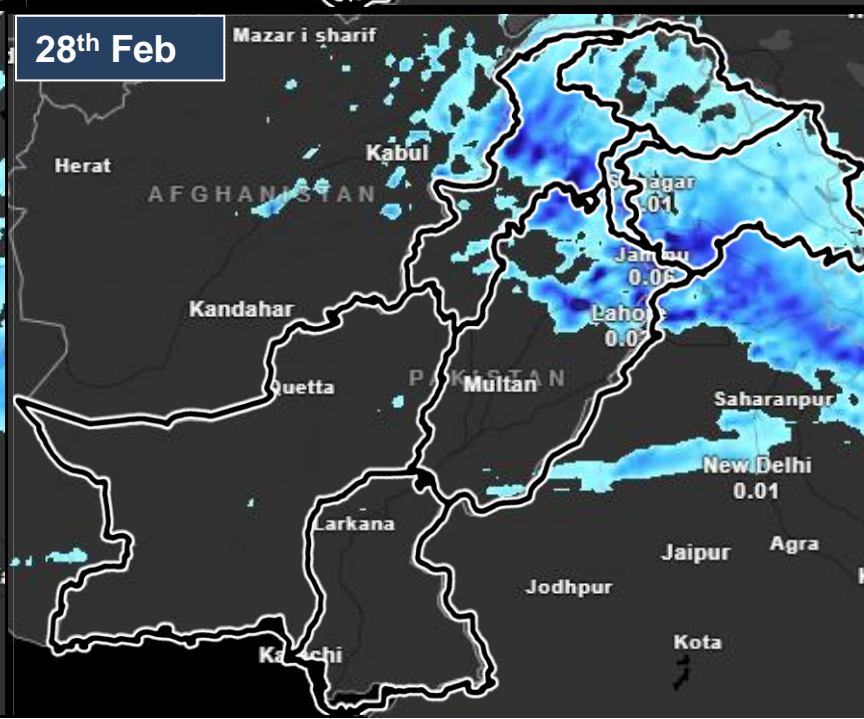 28th Feb
Mazar i sharif
Herat
Kabul
AFGHANISTAN
.01
Jammu
0.06
Kandahar
Lahore
0.0
Quetta
PAKISTAN
Multan
Saharanpur
New Delhi
0.01
Larkana
Jaipur
Agra
Jodhpur
Karachi
Kota